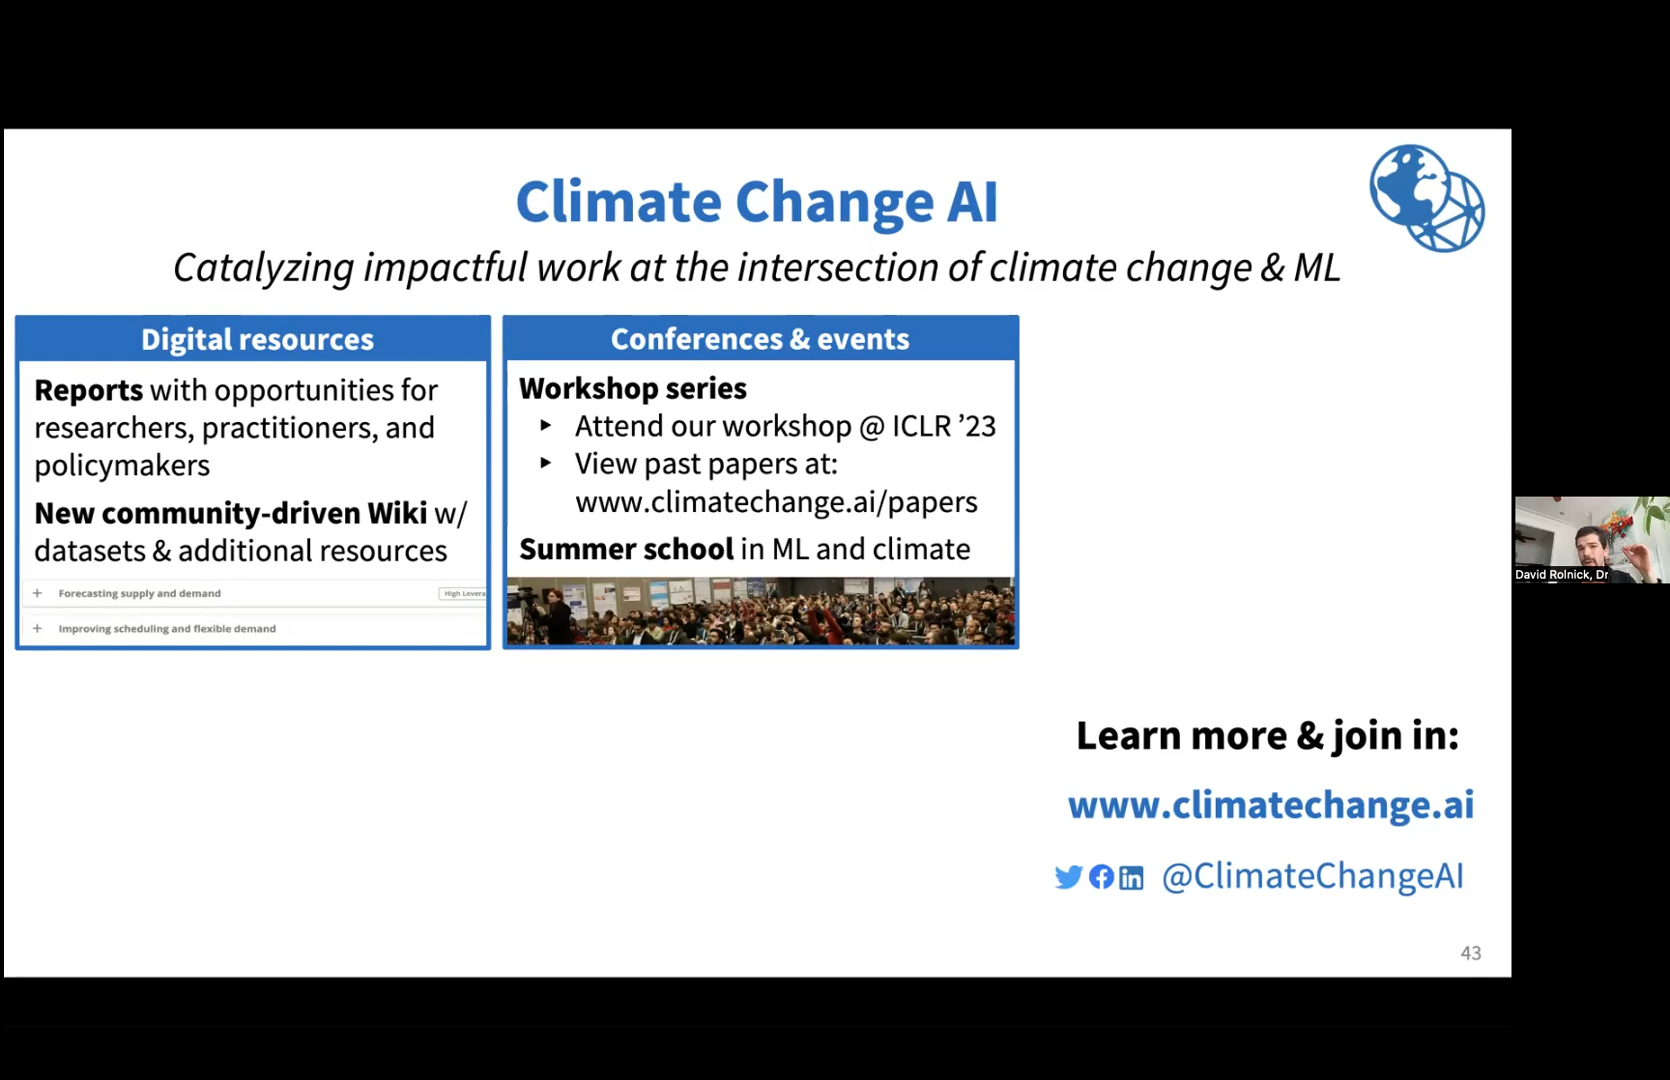 Climate Change AI
Catalyzing impactful work at the intersection of climate change & ML
Digital resources
Reports with opportunities for
researchers, practitioners, and
policymakers
New community-driven Wiki w/
datasets & additional resources
+ Forecasting supply and demand
High Levera
+ Improving scheduling and flexible demand
Conferences & events
Workshop series
‣ Attend our workshop @ ICLR ’23
‣ View past papers at:
www.climatechange.ai/papers
Summer school in ML and climate
Learn more & join in:
www.climatechange.ai
@ClimateChangeAI
43
David Rolnick, Dr